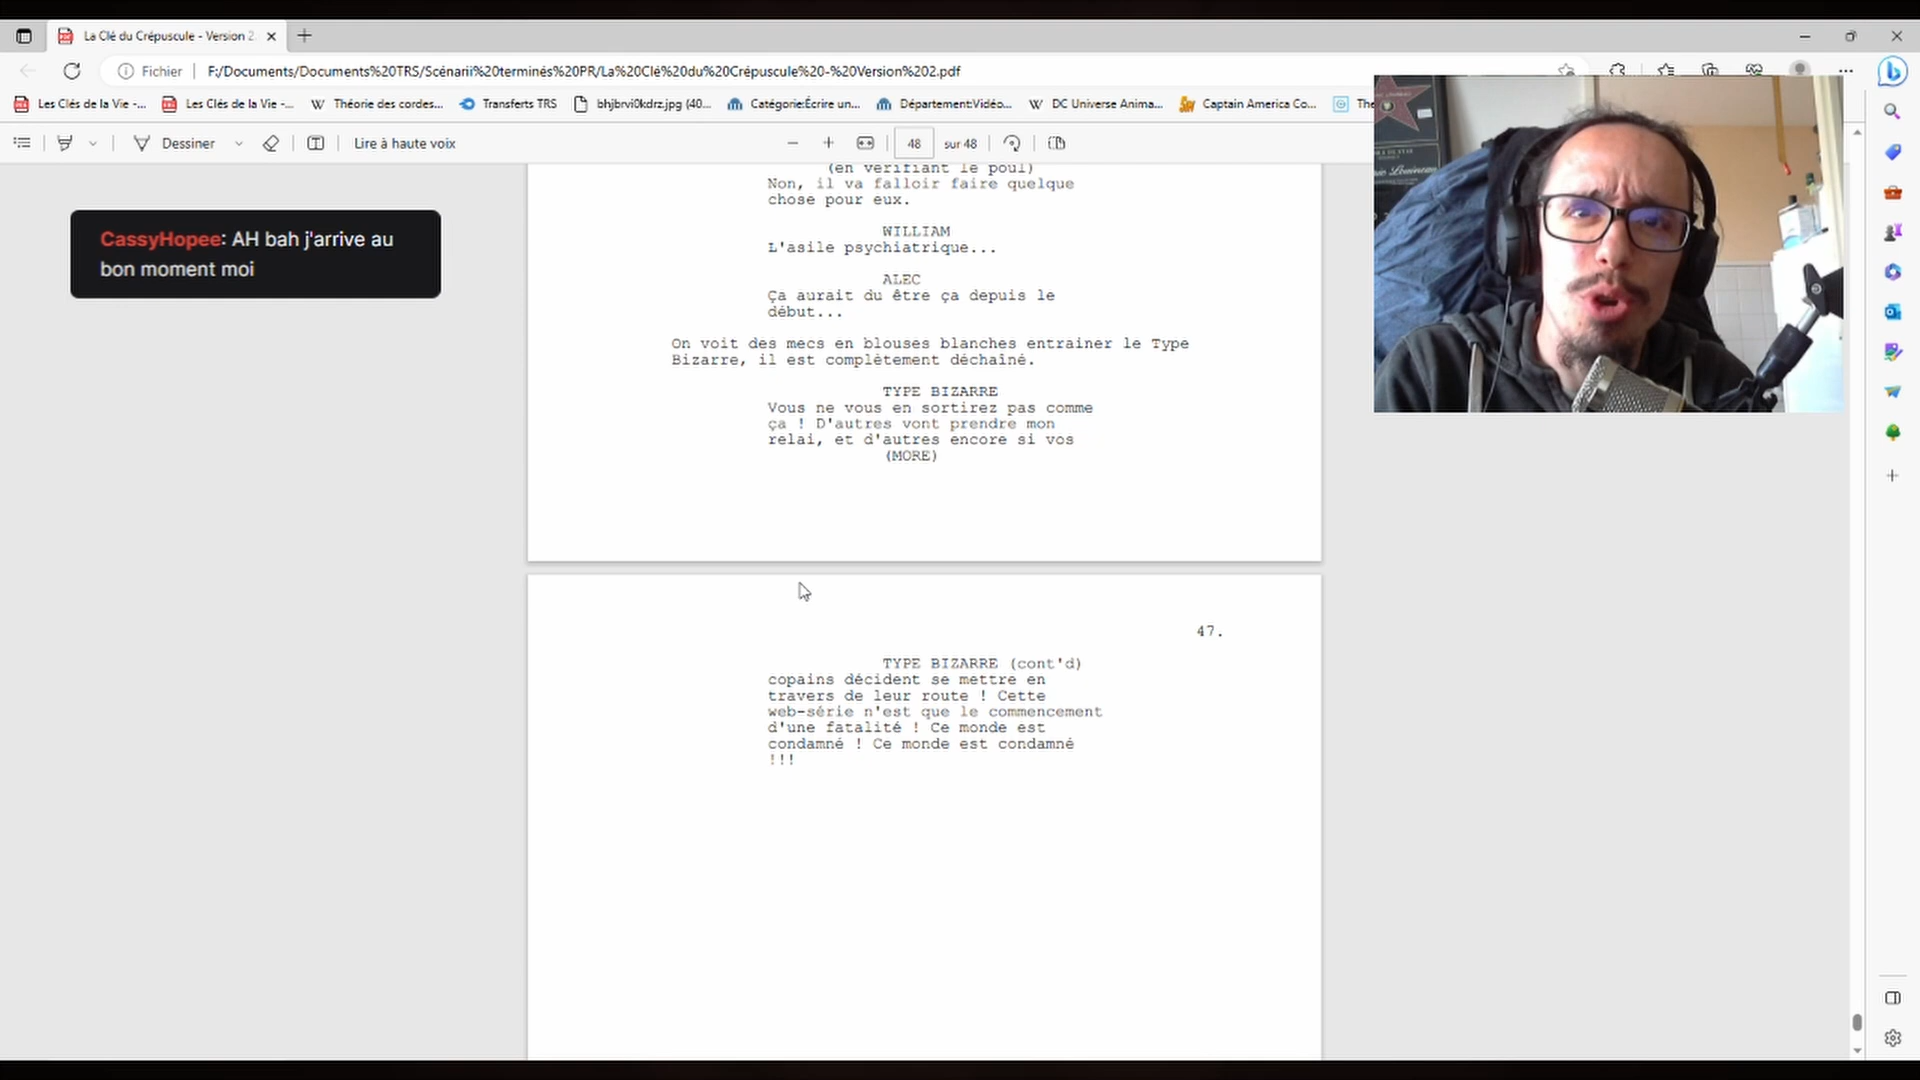 La Clé du Crépuscule - Version 2.
Fichier
F:/Documents/Documents%20TRS/Scénarii%20terminés%20PR/La%20Clé%20du%20Crépuscule%20-%20Version%202.pdf
Les Clés de la Vie -...
Les Clés de la Vie -...
Théorie des cordes...
Transferts TRS
bhjbrvi0kdrz.jpg (40...
Catégorie:Écrire un...
Département:Vidéo...
DC Universe Anima...
Captain America Co...
The
Dessiner
Lire à haute voix
48
sur 48
(en vérifiant le poul)
Non, il va falloir faire quelque
chose pour eux.
CassyHopee: AH bah j'arrive au
bon moment moi
WILLIAM
L'asile psychiatrique...
ALEC
Ça aurait du être ça depuis le
début...
On voit des mecs en blouses blanches entrainer le Type
Bizarre, il est complètement déchaîné.
TYPE BIZARRE
Vous ne vous en sortirez pas comme
ça ! D'autres vont prendre mon
relai, et d'autres encore si vos
(MORE)
47.
TYPE BIZARRE (cont'd)
copains décident se mettre en
travers de leur route ! Cette
web-série n'est que le commencement
d'une fatalité ! Ce monde est
condamné ! Ce monde est condamné
!!!